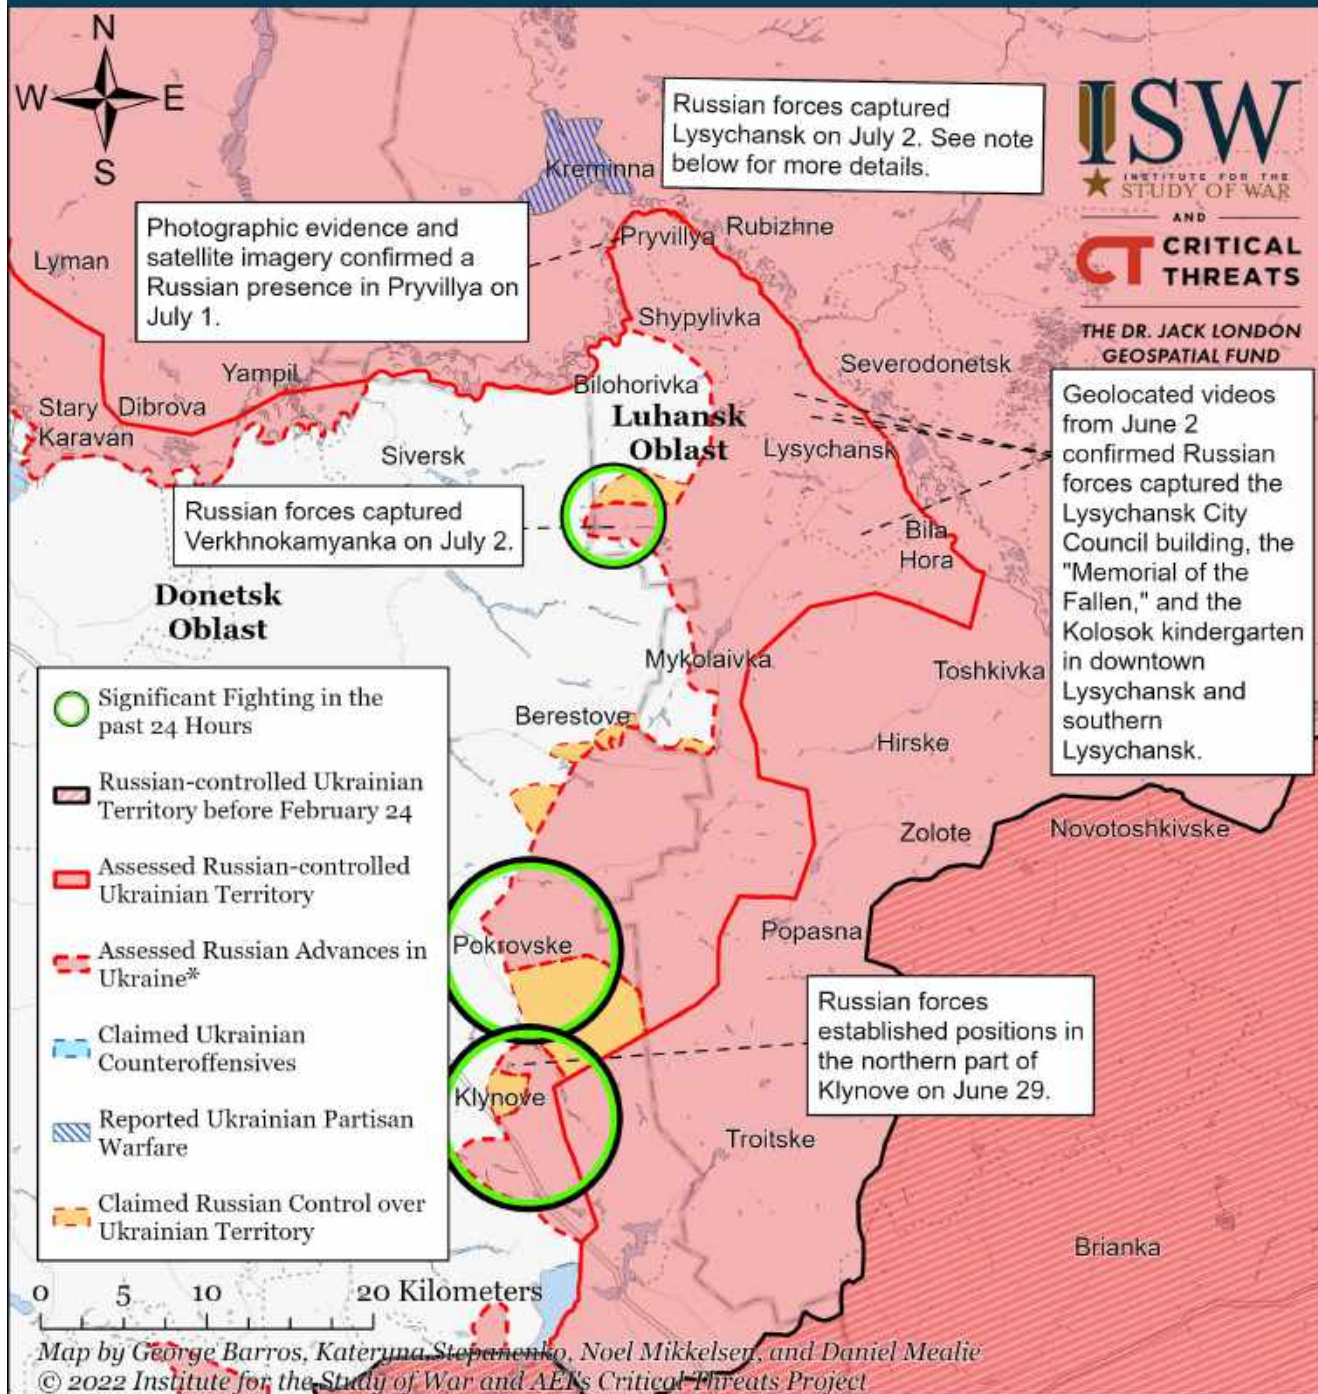 N
W E
S
Russian forces captured
Lysychansk on July 2. See note
below for more details.
ISW
INSTITUTE FOR THE
STUDY OF WAR
AND
CT CRITICAL
THREATS
THE DR. JACK LONDON
GEOSPATIAL FUND
Kreminna
Photographic evidence and
satellite imagery confirmed a
Russian presence in Pryvillya on
July 1.
Lyman
Pryvillya
Rubizhne
Shypylivka
Severodonetsk
Yampil
Bilohorivka
Stary
Karavan
Dibrova
Luhansk
Oblast
Siversk
Lysychansk
Geolocated videos
from June 2
confirmed Russian
forces captured the
Lysychansk City
Council building, the
"Memorial of the
Fallen," and the
Kolosok kindergarten
in downtown
Lysychansk and
southern
Lysychansk.
Russian forces captured
Verkhnokamyanka on July 2.
Bila
Hora
Donetsk
Oblast
Mykolaivka
Toshkivka
Berestove
Hirske
Zolote
Novotoshkivske
Popasna
Pokrovske
Russian forces
established positions in
the northern part of
Klynove on June 29.
Klynove
Troitske
Brianka
Significant Fighting in the
past 24 Hours
Russian-controlled Ukrainian
Territory before February 24
Assessed Russian-controlled
Ukrainian Territory
Assessed Russian Advances in
Ukraine*
Claimed Ukrainian
Counteroffensives
Reported Ukrainian Partisan
Warfare
Claimed Russian Control over
Ukrainian Territory
0 5 10 20 Kilometers
Map by George Barros, Kateryna Stepanenko, Noel Mikkelsen, and Daniel Mealie
© 2022 Institute for the Study of War and AEI's Critical Threats Project